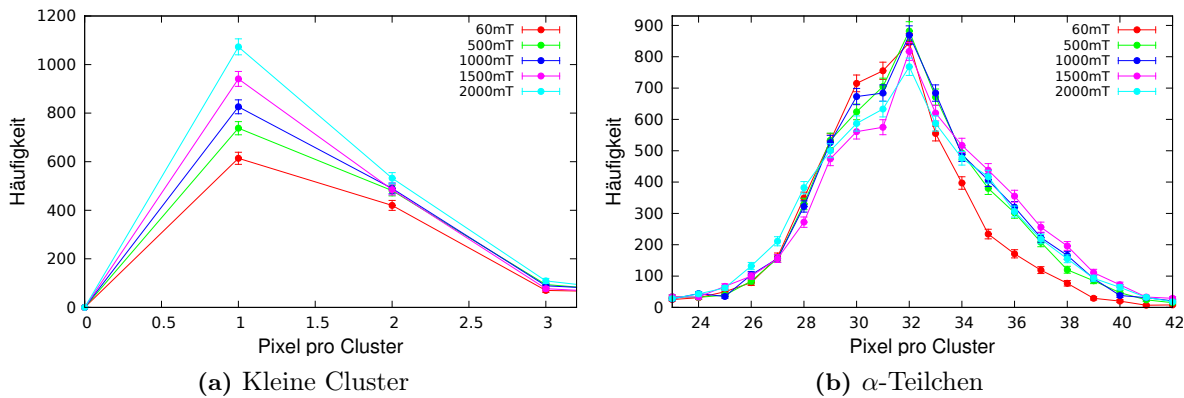 1200
1000
800
600
400
200
0
Häufigkeit
60mT
500mT
1000mT
1500mT
2000mT
0 0.5 1 1.5 2 2.5 3
Pixel pro Cluster
(a) Kleine Cluster
900
800
700
600
500
400
300
200
100
0
Häufigkeit
60mT
500mT
1000mT
1500mT
2000mT
24 26 28 30 32 34 36 38 40 42
Pixel pro Cluster
(b) α-Teilchen